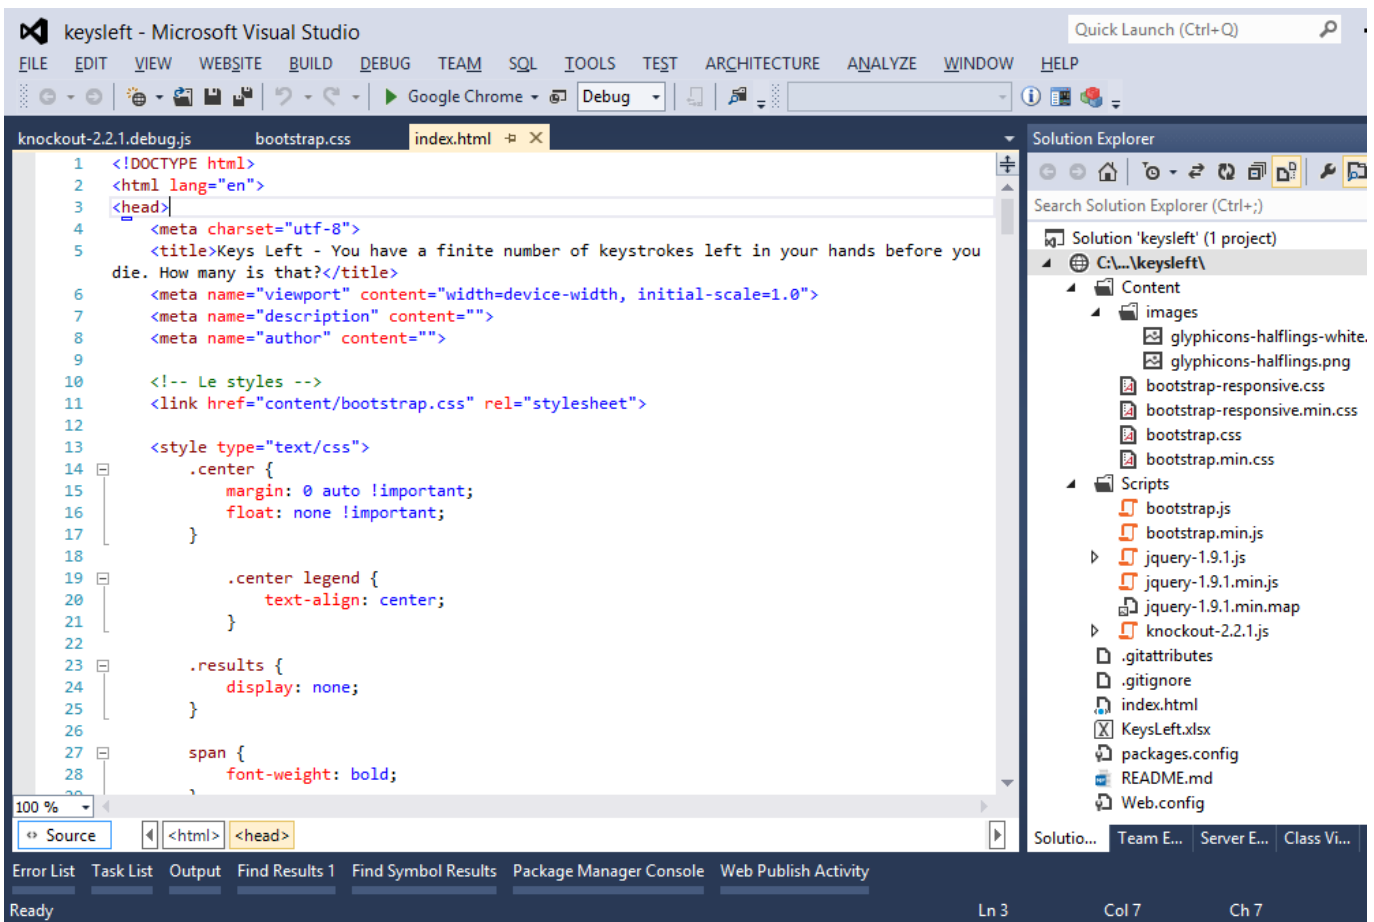 keysleft - Microsoft Visual Studio
Quick Launch (Ctrl+Q)
FILE EDIT VIEW WEBSITE BUILD DEBUG TEAM SQL TOOLS TEST ARCHITECTURE ANALYZE WINDOW HELP
Google Chrome Debug
knockout-2.2.1.debug.js bootstrap.css index.html
1 <!DOCTYPE html>
2 <html lang="en">
3 <head>
4 <meta charset="utf-8">
5 <title>Keys Left - You have a finite number of keystrokes left in your hands before you
die. How many is that?</title>
6 <meta name="viewport" content="width=device-width, initial-scale=1.0">
7 <meta name="description" content="">
8 <meta name="author" content="">
9
10 <!-- Le styles -->
11 <link href="content/bootstrap.css" rel="stylesheet">
12
13 <style type="text/css">
14 .center {
15 margin: 0 auto !important;
16 float: none !important;
17 }
18
19 .center legend {
20 text-align: center;
21 }
22
23 .results {
24 display: none;
25 }
26
27 span {
28 font-weight: bold;
29 }
100 %
Source <html> <head>
Solution Explorer
Search Solution Explorer (Ctrl+;)
Solution 'keysleft' (1 project)
C:\...\keysleft\
Content
images
glyphicons-halflings-white.
glyphicons-halflings.png
bootstrap-responsive.css
bootstrap-responsive.min.css
bootstrap.css
bootstrap.min.css
Scripts
bootstrap.js
bootstrap.min.js
jquery-1.9.1.js
jquery-1.9.1.min.js
jquery-1.9.1.min.map
knockout-2.2.1.js
.gitattributes
.gitignore
index.html
KeysLeft.xlsx
packages.config
README.md
Web.config
Solutio... Team E... Server E... Class Vi...
Error List Task List Output Find Results 1 Find Symbol Results Package Manager Console Web Publish Activity
Ready Ln 3 Col 7 Ch 7